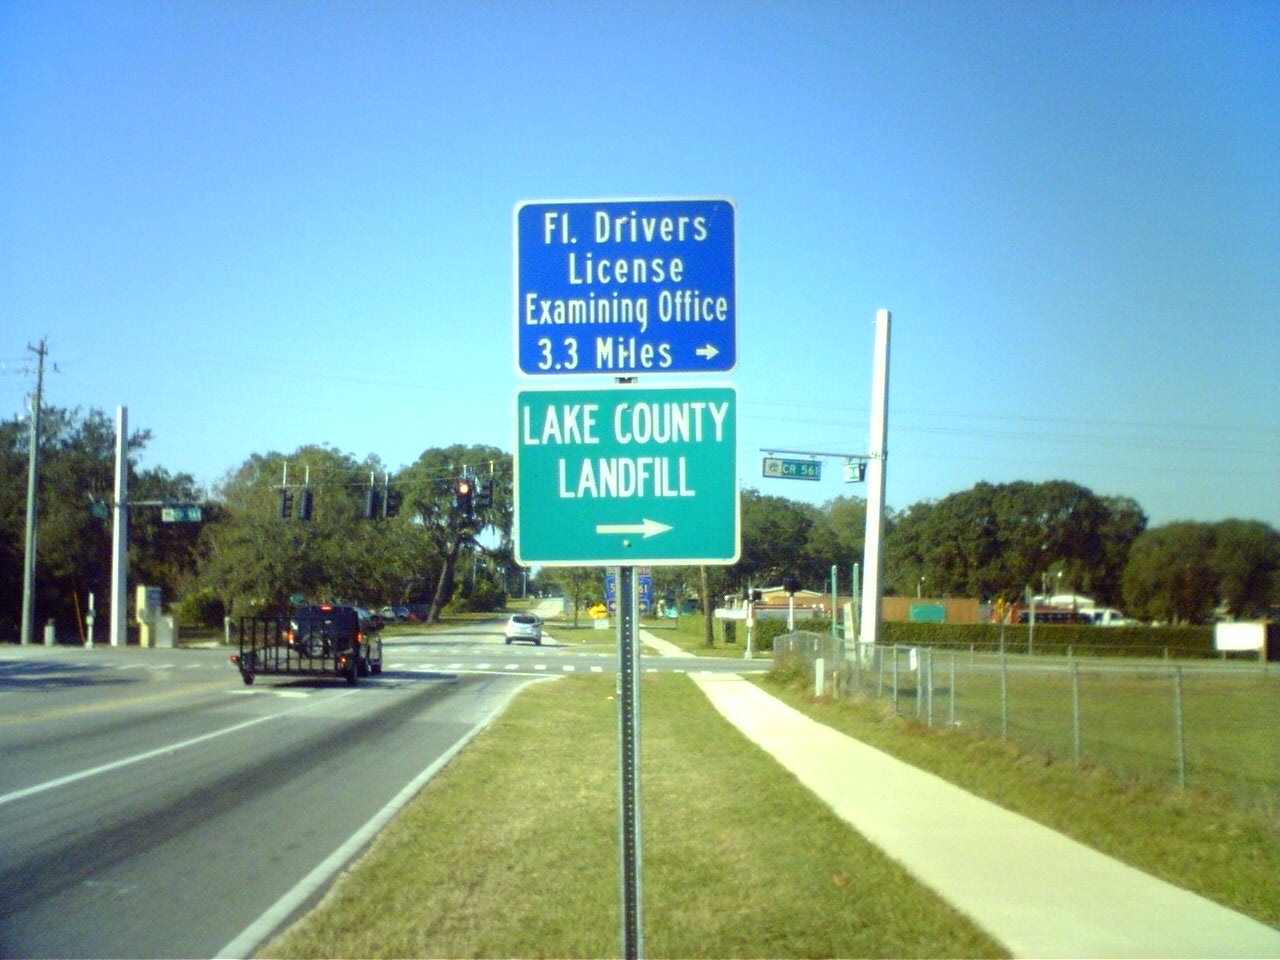 Fl. Drivers
License
Examining Office
3.3 Miles
LAKE COUNTY
LANDFILL
CR 561